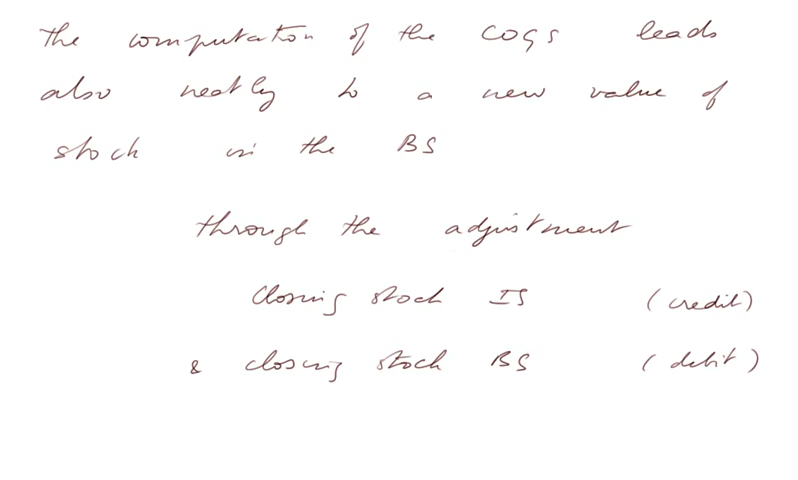 the computation of the COGS leads
also neatly to a new value of
stock in the BS
through the adjustment
closing stock IS (credit)
& closing stock BS (debit)